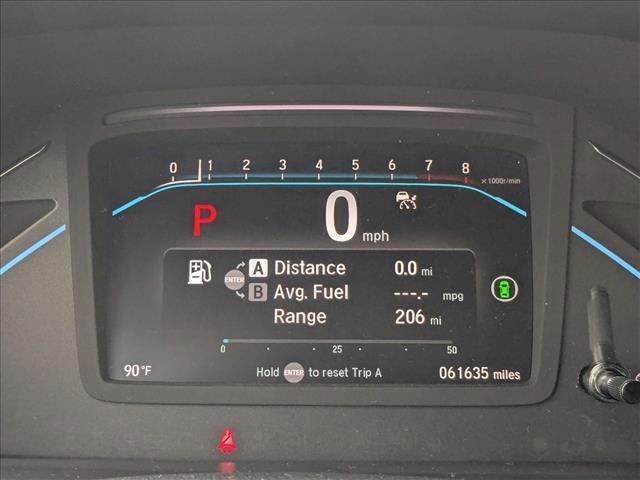 0 1 2 3 4 5 6 7 8 ×1000r/min
P 0 mph
A Distance 0.0 mi
ENTER
B Avg. Fuel ---.- mpg
Range 206 mi
0 25 50
90°F Hold ENTER to reset Trip A 061635 miles